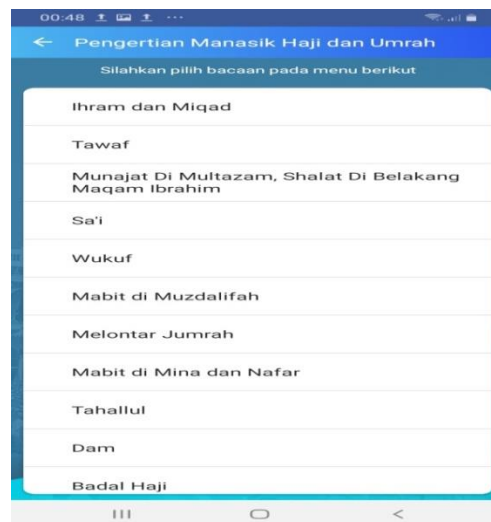 00:48
Pengertian Manasik Haji dan Umrah
Silahkan pilih bacaan pada menu berikut
Ihram dan Miqad
Tawaf
Munajat Di Multazam, Shalat Di Belakang
Maqam Ibrahim
Sa'i
Wukuf
Mabit di Muzdalifah
Melontar Jumrah
Mabit di Mina dan Nafar
Tahallul
Dam
Badal Haji